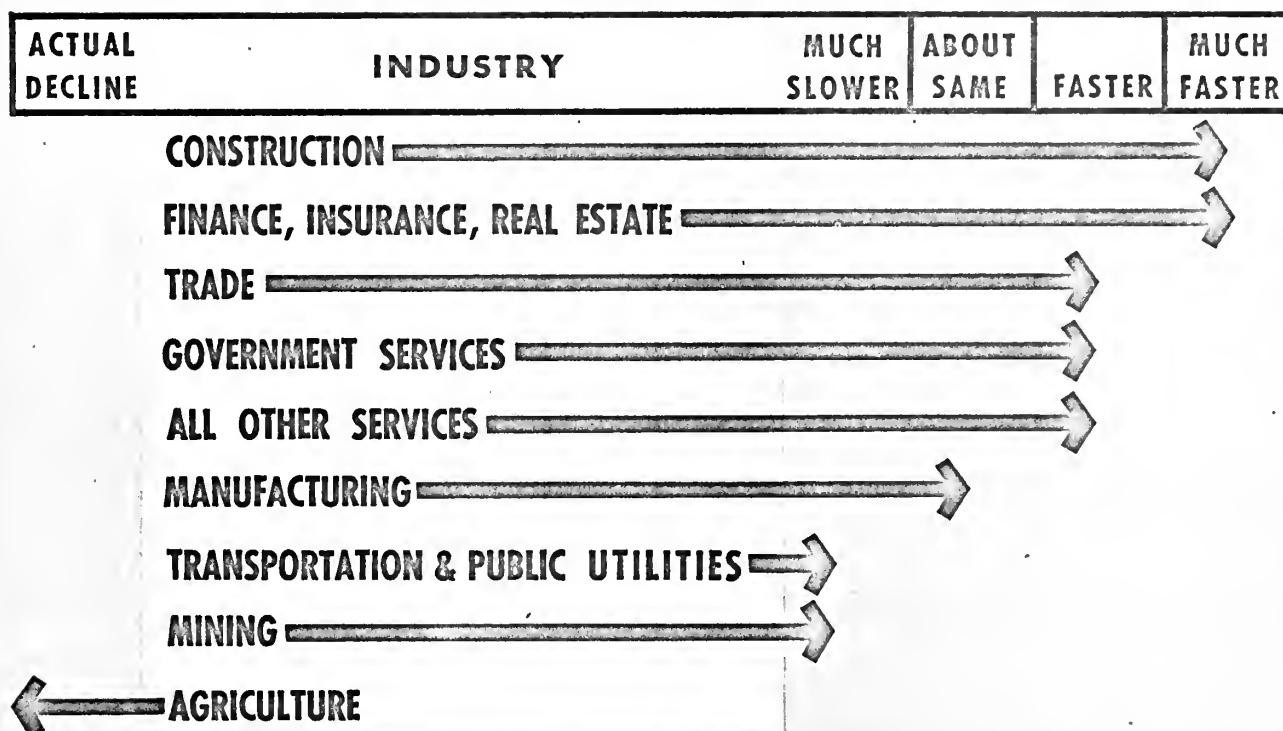 ACTUAL DECLINE
INDUSTRY
MUCH SLOWER
ABOUT SAME
FASTER
MUCH FASTER
CONSTRUCTION
FINANCE, INSURANCE, REAL ESTATE
TRADE
GOVERNMENT SERVICES
ALL OTHER SERVICES
MANUFACTURING
TRANSPORTATION & PUBLIC UTILITIES
MINING
AGRICULTURE